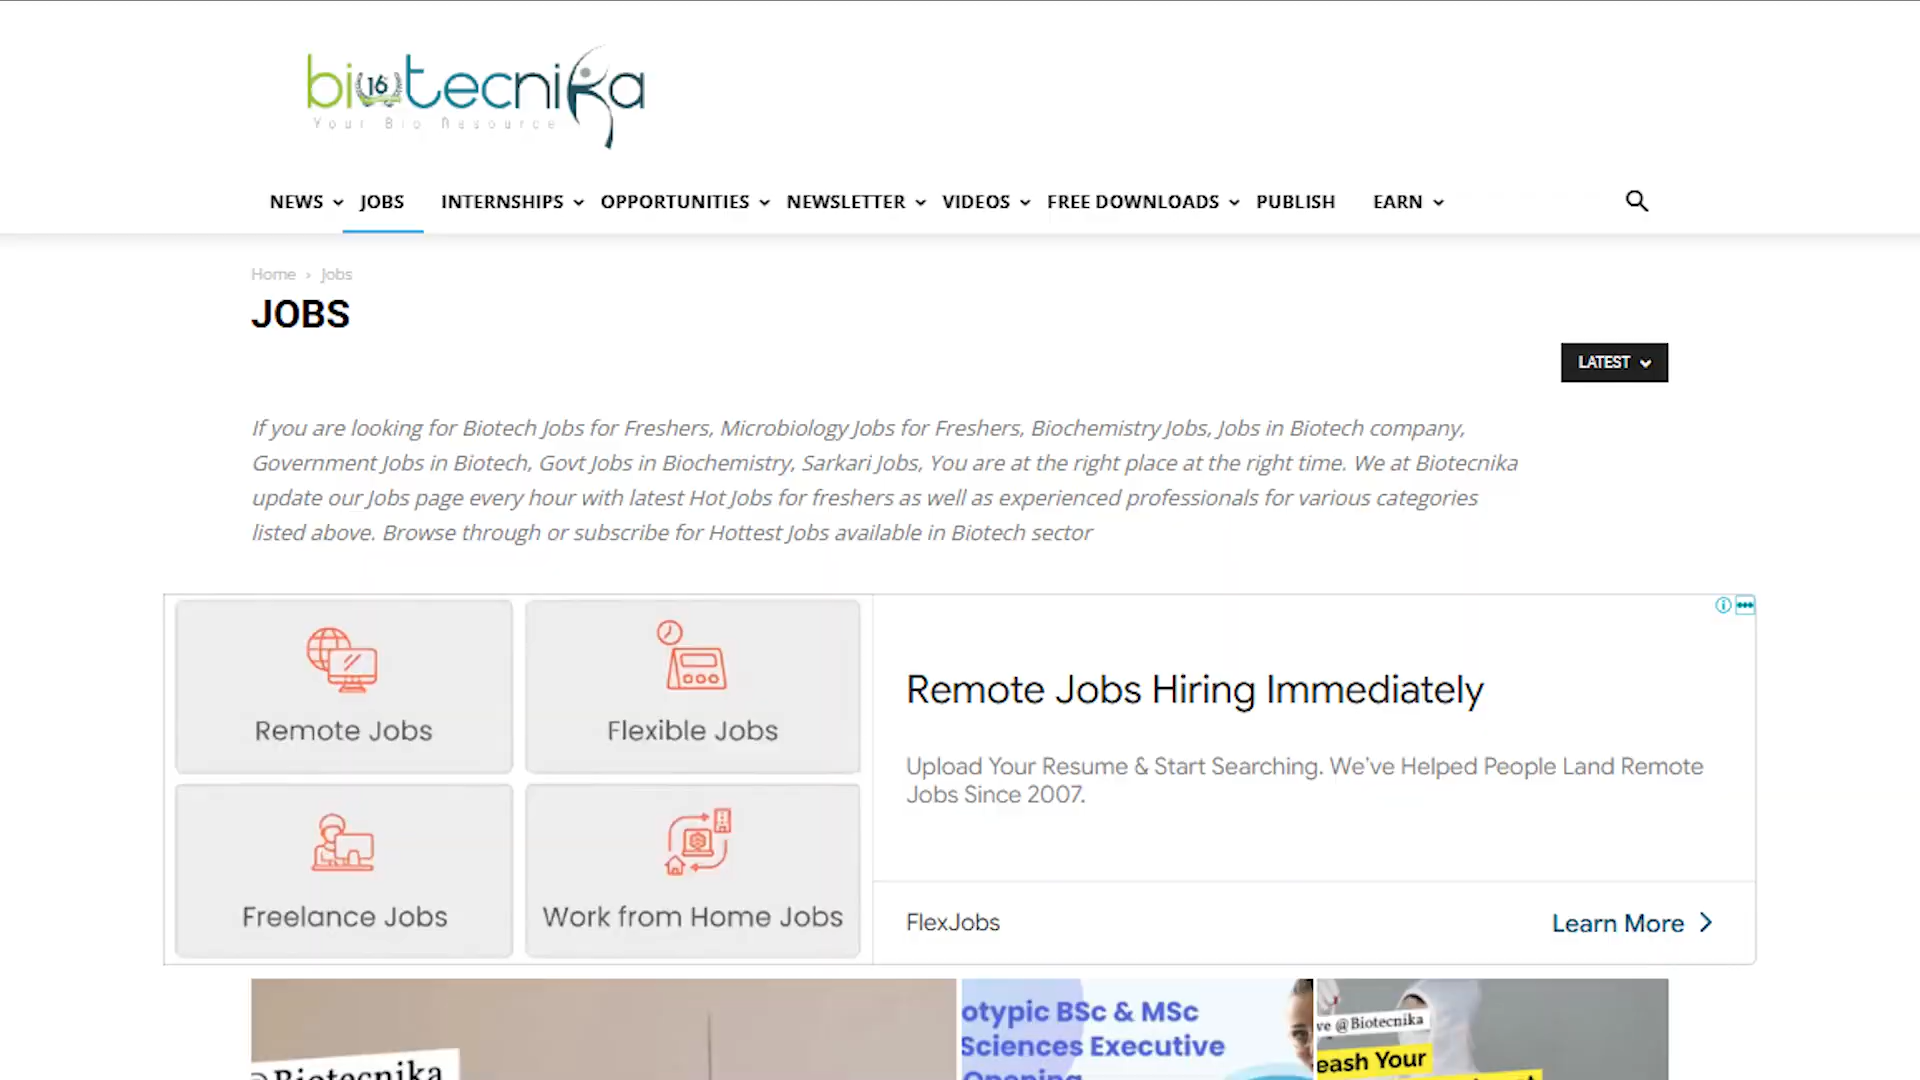 biotecnika
16
Your Bio Resource
NEWS JOBS INTERNSHIPS OPPORTUNITIES NEWSLETTER VIDEOS FREE DOWNLOADS PUBLISH EARN
Home › Jobs
JOBS
LATEST
If you are looking for Biotech Jobs for Freshers, Microbiology Jobs for Freshers, Biochemistry Jobs, Jobs in Biotech company,
Government Jobs in Biotech, Govt Jobs in Biochemistry, Sarkari Jobs, You are at the right place at the right time. We at Biotecnika
update our Jobs page every hour with latest Hot Jobs for freshers as well as experienced professionals for various categories
listed above. Browse through or subscribe for Hottest Jobs available in Biotech sector
Remote Jobs
Flexible Jobs
Freelance Jobs
Work from Home Jobs
Remote Jobs Hiring Immediately
Upload Your Resume & Start Searching. We've Helped People Land Remote
Jobs Since 2007.
FlexJobs
Learn More
@Biotecnika
otypic BSc & MSc
Sciences Executive
Opening
ve @Biotecnika
eash Your